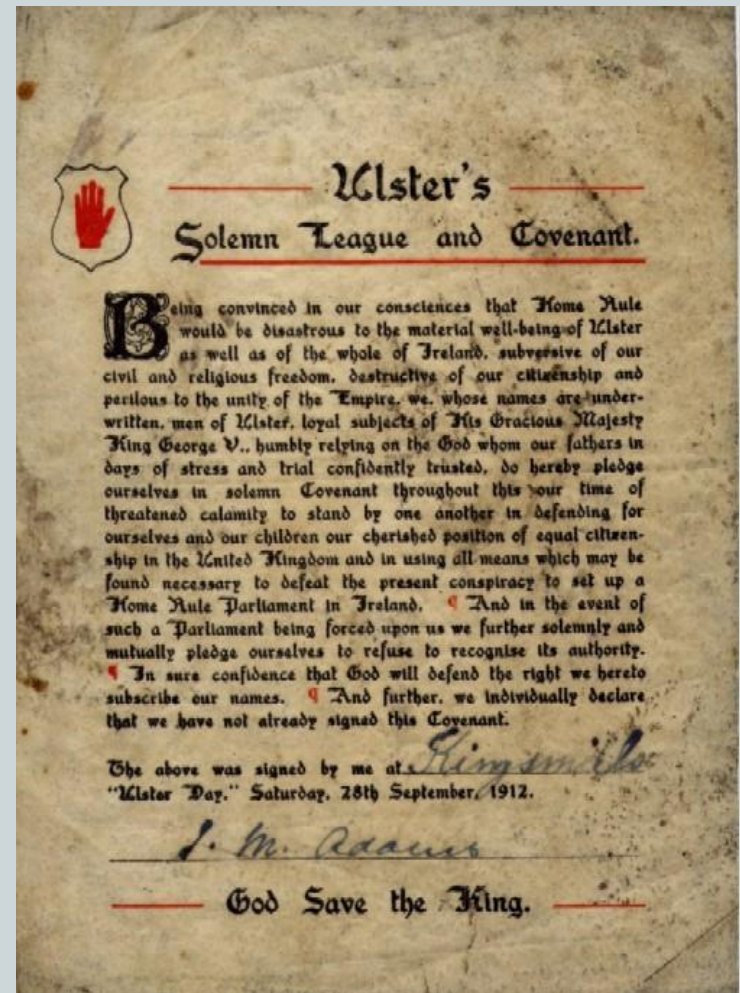 Ulster's
Solemn League and Covenant.
Being convinced in our consciences that Home Rule
would be disastrous to the material well-being of Ulster
as well as of the whole of Ireland, subversive of our
civil and religious freedom, destructive of our citizenship and
perilous to the unity of the Empire, we, whose names are under-
written, men of Ulster, loyal subjects of His Gracious Majesty
King George V., humbly relying on the God whom our fathers in
days of stress and trial confidently trusted, do hereby pledge
ourselves in solemn Covenant throughout this our time of
threatened calamity to stand by one another in defending for
ourselves and our children our cherished position of equal citizen-
ship in the United Kingdom and in using all means which may be
found necessary to defeat the present conspiracy to set up a
Home Rule Parliament in Ireland. ¶ And in the event of
such a Parliament being forced upon us we further solemnly and
mutually pledge ourselves to refuse to recognise its authority.
¶ In sure confidence that God will defend the right we hereto
subscribe our names. ¶ And further, we individually declare
that we have not already signed this Covenant.
The above was signed by me at Kingsmills
"Ulster Day," Saturday, 28th September, 1912.
J. M. Adams
God Save the King.